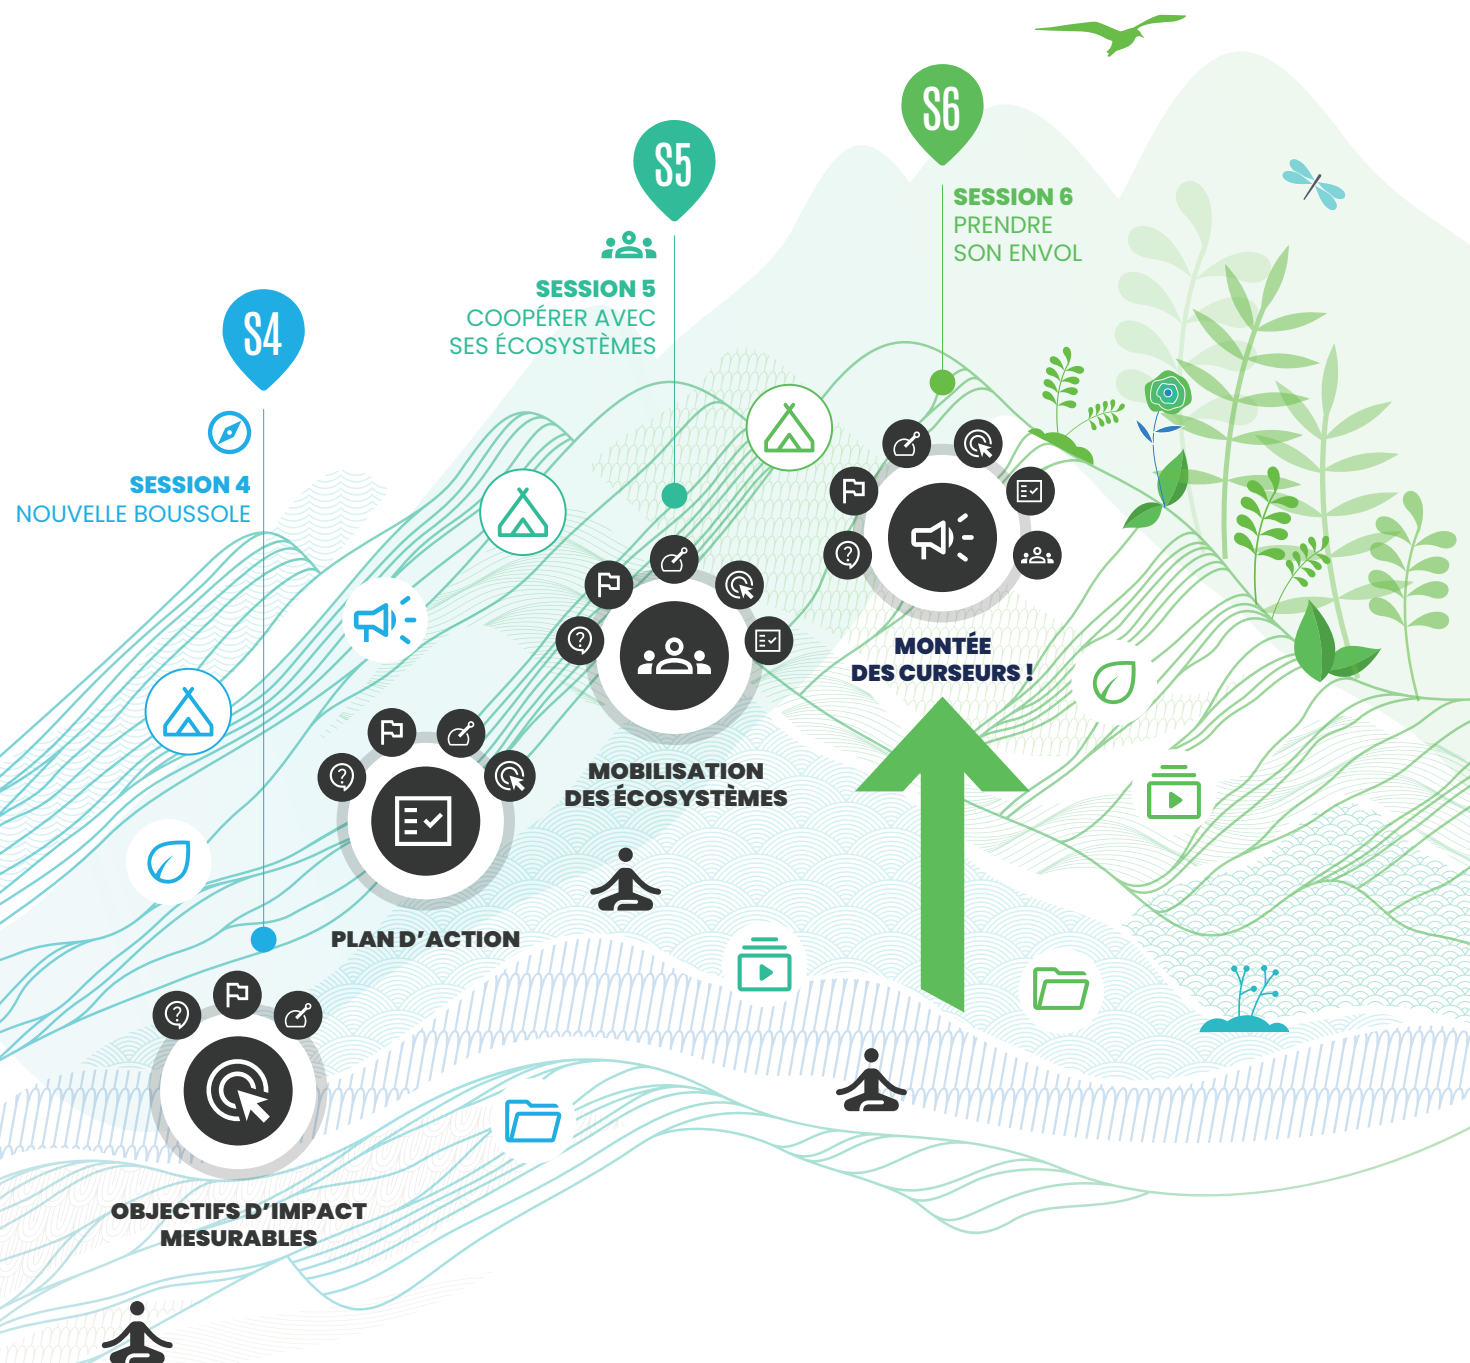 S6
SESSION 6
PRENDRE
SON ENVOL
S5
SESSION 5
COOPÉRER AVEC
SES ÉCOSYSTÈMES
S4
SESSION 4
NOUVELLE BOUSSOLE
MONTÉE
DES CURSEURS !
MOBILISATION
DES ÉCOSYSTÈMES
PLAN D’ACTION
OBJECTIFS D’IMPACT
MESURABLES